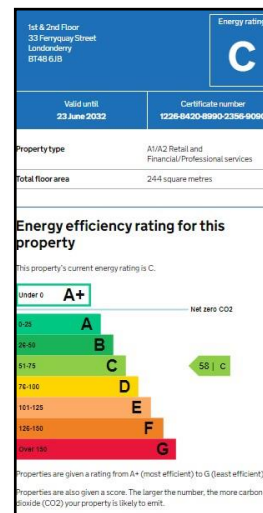 1st & 2nd Floor
33 Ferryquay Street
Londonderry
BT48 6JB
Energy rating
C
Valid until
23 June 2032
Certificate number
1226-8420-8990-2356-9090
Property type
A1/A2 Retail and
Financial/Professional services
Total floor area
244 square metres
Energy efficiency rating for this
property
This property's current energy rating is C.
Under 0 A+
Net zero CO2
0-25 A
26-50 B
51-75 C
58 | C
76-100 D
101-125 E
126-150 F
Over 150 G
Properties are given a rating from A+ (most efficient) to G (least efficient).
Properties are also given a score. The larger the number, the more carbon
dioxide (CO2) your property is likely to emit.